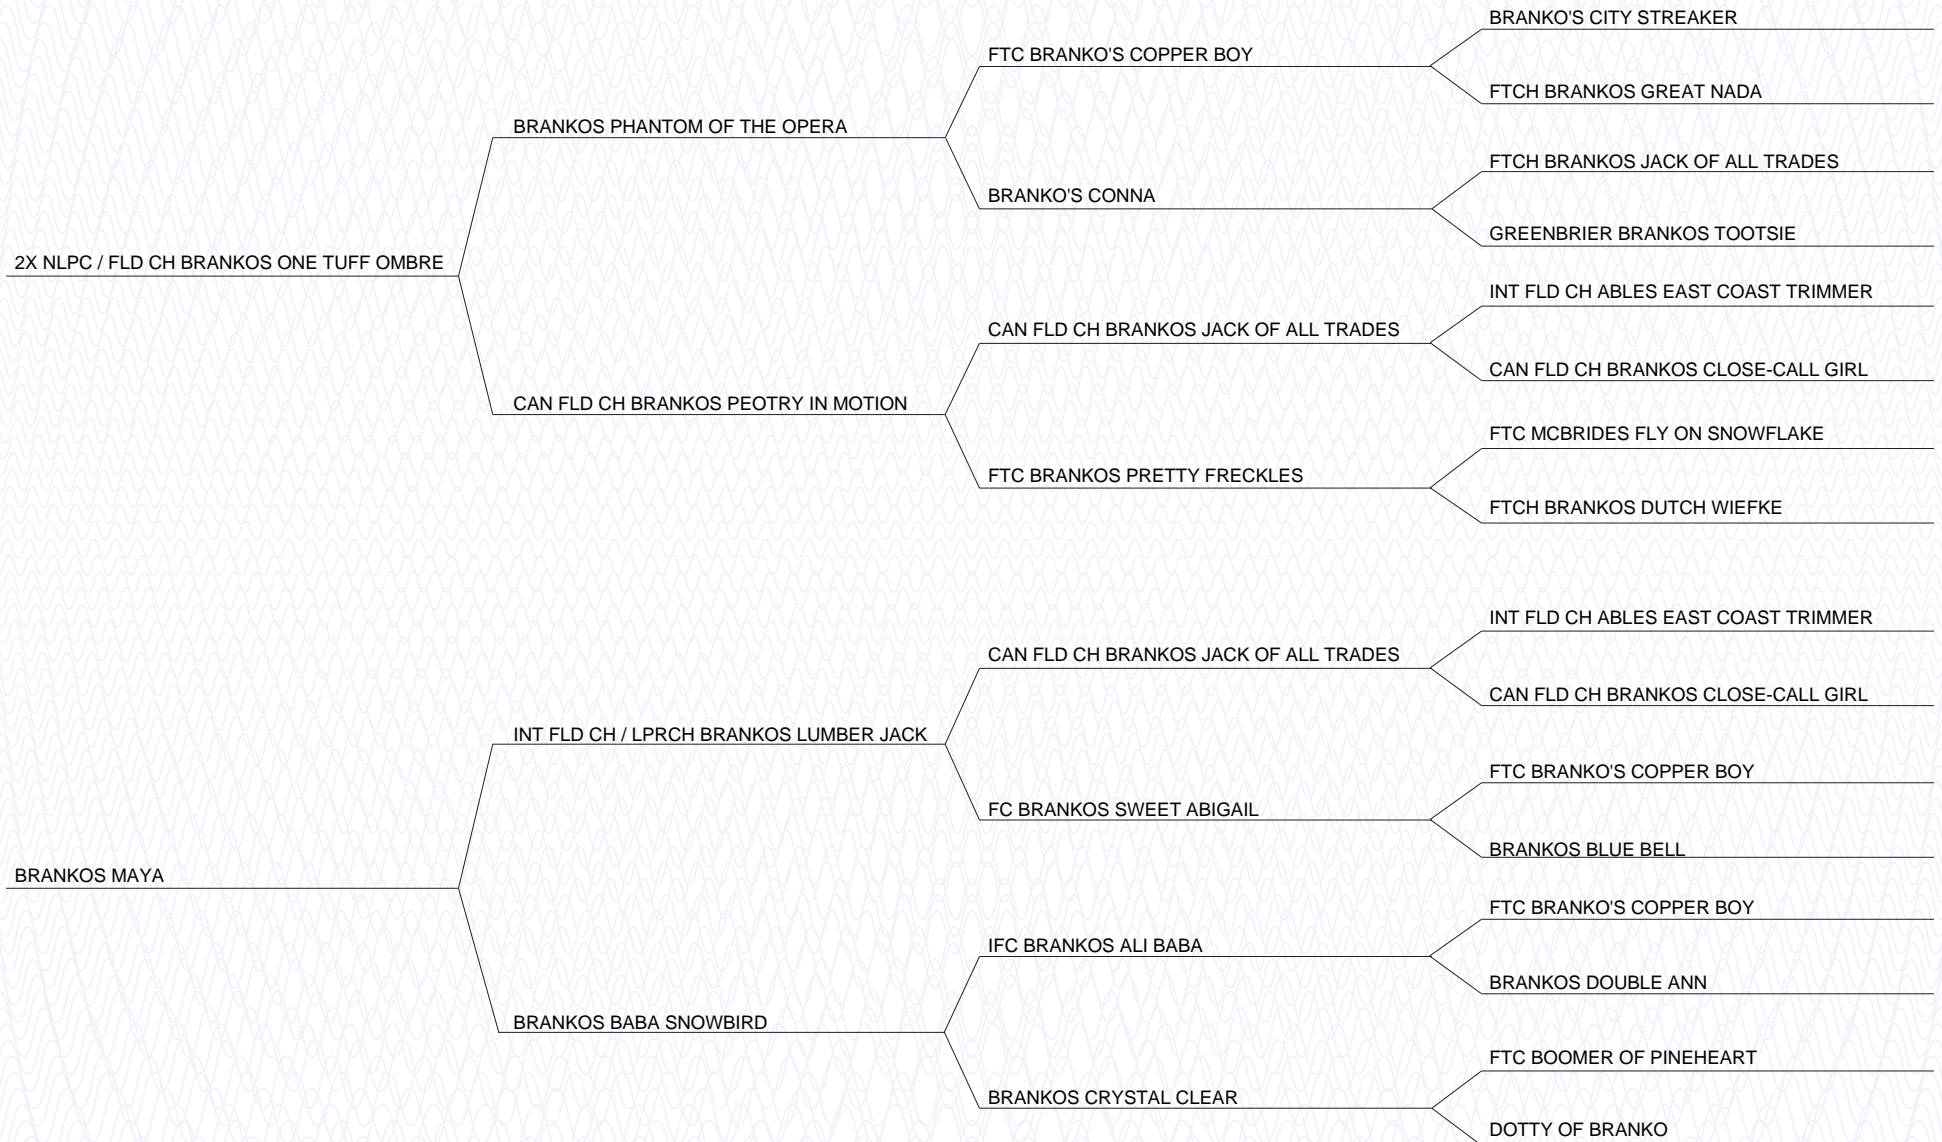 BRANKO'S CITY STREAKER
FTC BRANKO'S COPPER BOY
FTCH BRANKOS GREAT NADA
BRANKOS PHANTOM OF THE OPERA
FTCH BRANKOS JACK OF ALL TRADES
BRANKO'S CONNA
GREENBRIER BRANKOS TOOTSIE
2X NLPC / FLD CH BRANKOS ONE TUFF OMBRE
INT FLD CH ABLES EAST COAST TRIMMER
CAN FLD CH BRANKOS JACK OF ALL TRADES
CAN FLD CH BRANKOS CLOSE-CALL GIRL
CAN FLD CH BRANKOS PEOTRY IN MOTION
FTC MCBRIDES FLY ON SNOWFLAKE
FTC BRANKOS PRETTY FRECKLES
FTCH BRANKOS DUTCH WIEFKE
INT FLD CH ABLES EAST COAST TRIMMER
CAN FLD CH BRANKOS JACK OF ALL TRADES
CAN FLD CH BRANKOS CLOSE-CALL GIRL
INT FLD CH / LPRCH BRANKOS LUMBER JACK
FTC BRANKO'S COPPER BOY
FC BRANKOS SWEET ABIGAIL
BRANKOS BLUE BELL
BRANKOS MAYA
FTC BRANKO'S COPPER BOY
IFC BRANKOS ALI BABA
BRANKOS DOUBLE ANN
BRANKOS BABA SNOWBIRD
FTC BOOMER OF PINEHEART
BRANKOS CRYSTAL CLEAR
DOTTY OF BRANKO